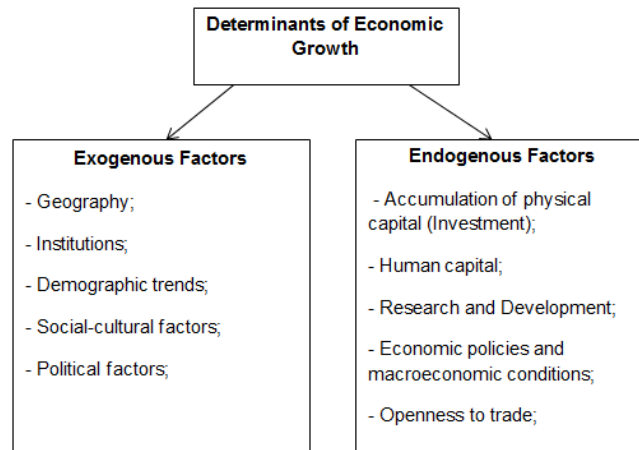 Determinants of Economic
Growth
Exogenous Factors
- Geography;
- Institutions;
- Demographic trends;
- Social-cultural factors;
- Political factors;
Endogenous Factors
- Accumulation of physical
capital (Investment);
- Human capital;
- Research and Development;
- Economic policies and
macroeconomic conditions;
- Openness to trade;